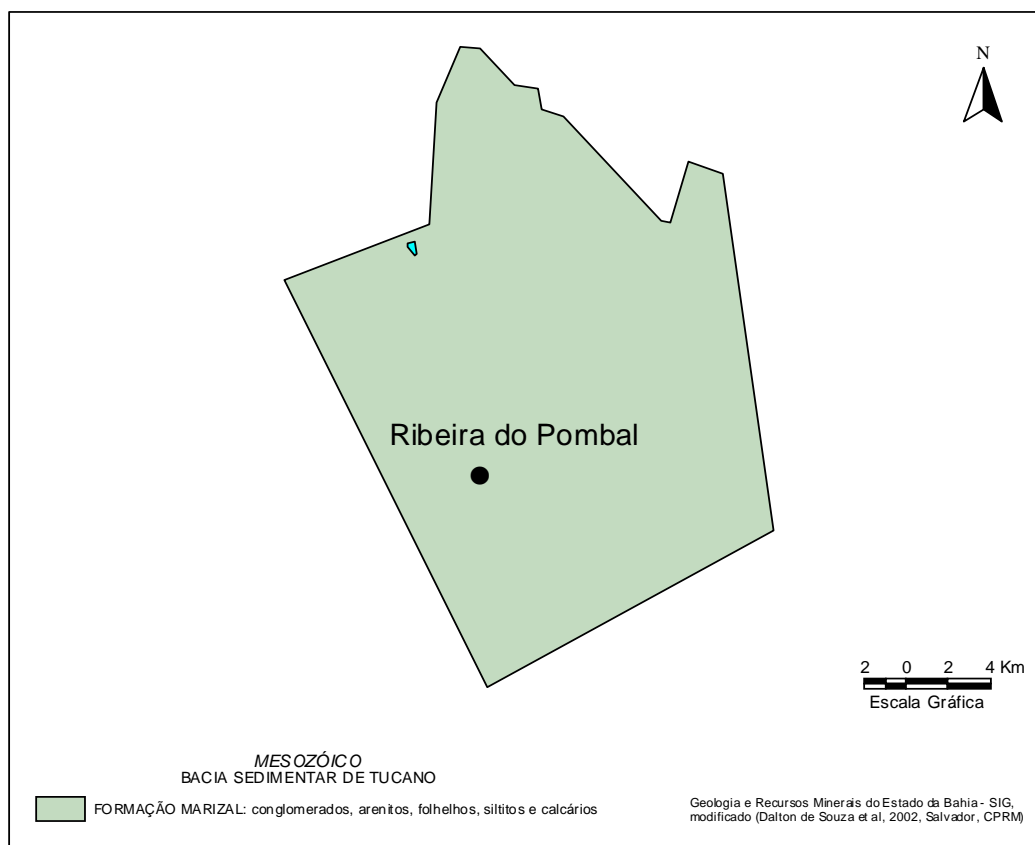 N
Ribeira do Pombal
2 0 2 4 Km
Escala Gráfica
MESOZÓICO
BACIA SEDIMENTAR DE TUCANO
FORMAÇÃO MARIZAL: conglomerados, arenitos, folhelhos, siltitos e calcários
Geologia e Recursos Minerais do Estado da Bahia - SIG,
modificado (Dalton de Souza et al, 2002, Salvador, CPRM)